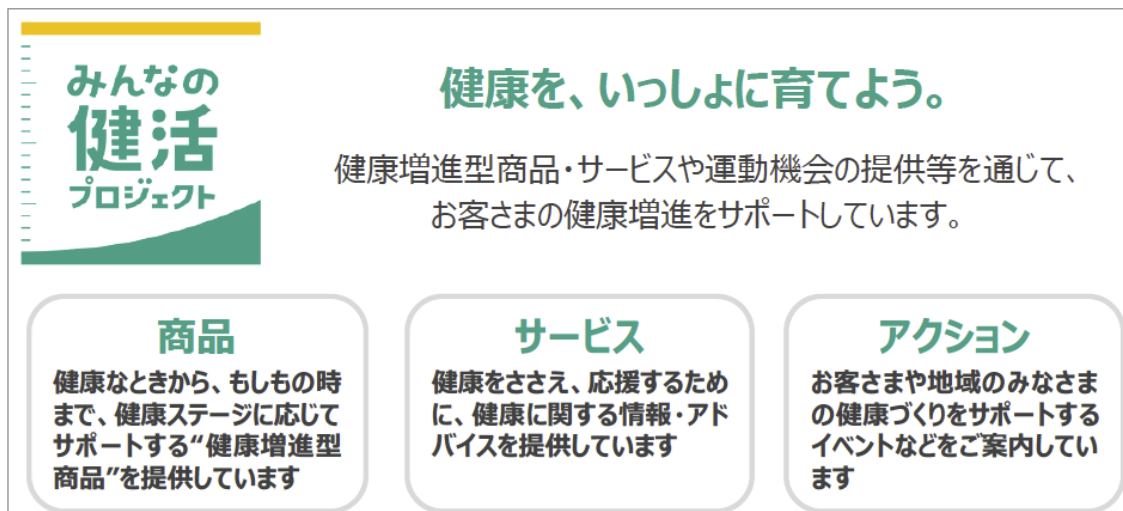 みんなの
健活
プロジェクト
健康を、いっしょに育てよう。
健康増進型商品・サービスや運動機会の提供等を通じて、
お客さまの健康増進をサポートしています。
商品
健康なときから、もしもの時
まで、健康ステージに応じて
サポートする“健康増進型
商品”を提供しています
サービス
健康をささえ、応援するため
に、健康に関する情報・アド
バイスを提供しています
アクション
お客さまや地域のみなさま
の健康づくりをサポートする
イベントなどをご案内してい
ます